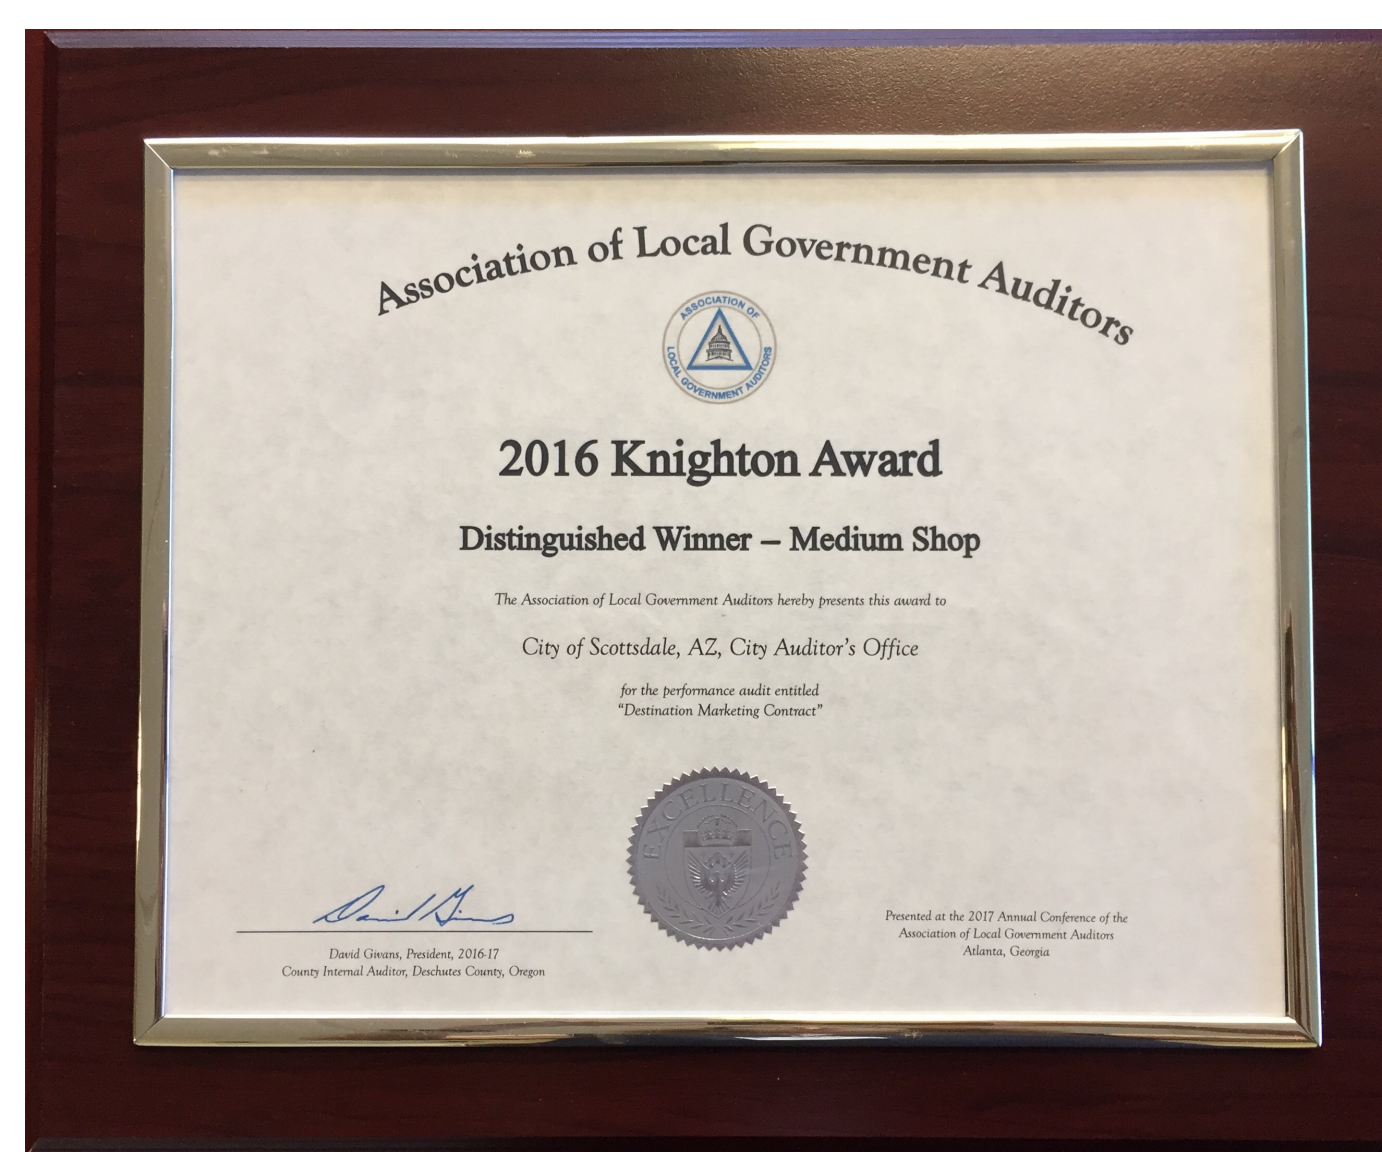 Association of Local Government Auditors
ASSOCIATION OF
LOCAL GOVERNMENT AUDITORS
2016 Knighton Award
Distinguished Winner – Medium Shop
The Association of Local Government Auditors hereby presents this award to
City of Scottsdale, AZ, City Auditor's Office
for the performance audit entitled
“Destination Marketing Contract”
EXCELLENCE
David Givans
David Givans, President, 2016-17
County Internal Auditor, Deschutes County, Oregon
Presented at the 2017 Annual Conference of the
Association of Local Government Auditors
Atlanta, Georgia